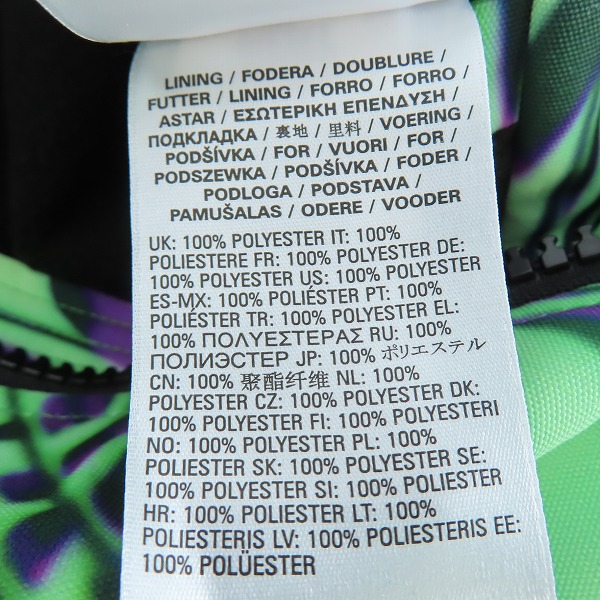 LINING / FODERA / DOUBLURE /
FUTTER / LINING / FORRO / FORRO /
ASTAR / ΕΣΩΤΕΡΙΚΗ ΕΠΕΝΔΥΣΗ /
ПОДКЛАДКА / 裏地 / 里料 / VOERING /
PODŠÍVKA / FOR / VUORI / FOR /
PODSZEWKA / PODŠÍVKA / FODER /
PODLOGA / PODSTAVA /
PAMUŠALAS / ODERE / VOODER
UK: 100% POLYESTER IT: 100%
POLIESTERE FR: 100% POLYESTER DE:
100% POLYESTER US: 100% POLYESTER
ES-MX: 100% POLIÉSTER PT: 100%
POLIÉSTER TR: 100% POLYESTER EL:
100% ΠΟΛΥΕΣΤΕΡΑΣ RU: 100%
ПОЛИЭСТЕР JP: 100% ポリエステル
CN: 100% 聚酯纤维 NL: 100%
POLYESTER CZ: 100% POLYESTER DK:
100% POLYESTER FI: 100% POLYESTERI
NO: 100% POLYESTER PL: 100%
POLIESTER SK: 100% POLYESTER SE:
100% POLYESTER SI: 100% POLIESTER
HR: 100% POLIESTER LT: 100%
POLIESTERIS LV: 100% POLIESTERIS EE:
100% POLÜESTER